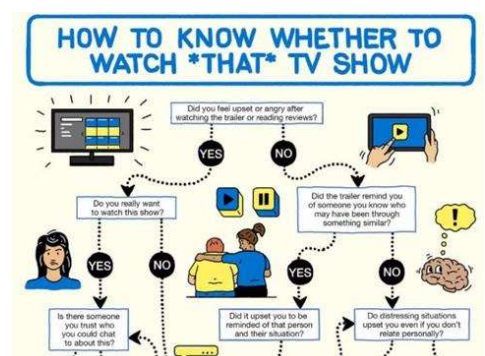 HOW TO KNOW WHETHER TO
WATCH *THAT* TV SHOW
Did you feel upset or angry after
watching the trailer or reading reviews?
YES
NO
Do you really want
to watch this show?
Did the trailer remind you
of someone you know who
may have been through
something similar?
YES
NO
YES
NO
Is there someone
you trust who
you could chat
to about this?
Did it upset you to be
reminded of that person
and their situation?
Do distressing situations
upset you even if you don't
relate personally?